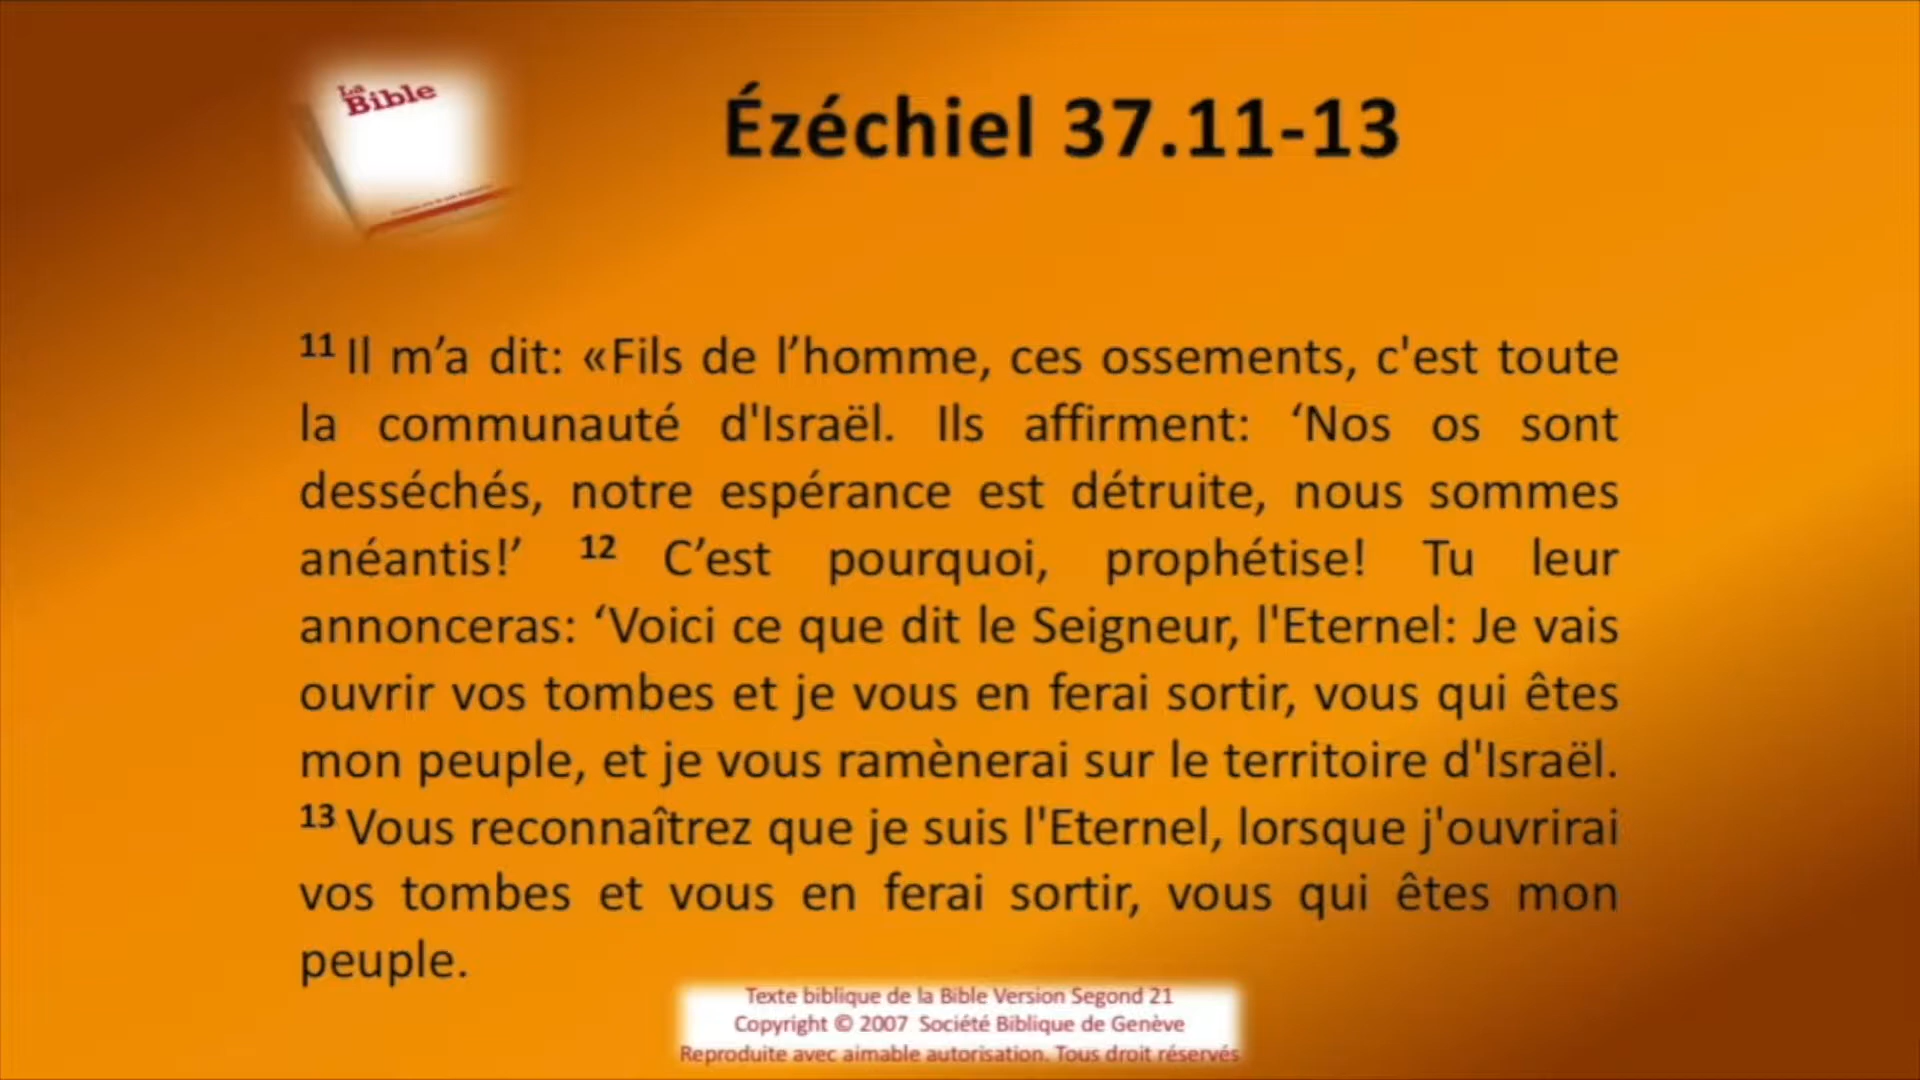 La
Bible
Ézéchiel 37.11-13
11 Il m’a dit: «Fils de l’homme, ces ossements, c'est toute
la communauté d'Israël. Ils affirment: ‘Nos os sont
desséchés, notre espérance est détruite, nous sommes
anéantis!’ 12 C’est pourquoi, prophétise! Tu leur
annonceras: ‘Voici ce que dit le Seigneur, l'Eternel: Je vais
ouvrir vos tombes et je vous en ferai sortir, vous qui êtes
mon peuple, et je vous ramènerai sur le territoire d'Israël.
13 Vous reconnaîtrez que je suis l'Eternel, lorsque j'ouvrirai
vos tombes et vous en ferai sortir, vous qui êtes mon
peuple.
Texte biblique de la Bible Version Segond 21
Copyright © 2007 Société Biblique de Genève
Reproduite avec aimable autorisation. Tous droit réservés